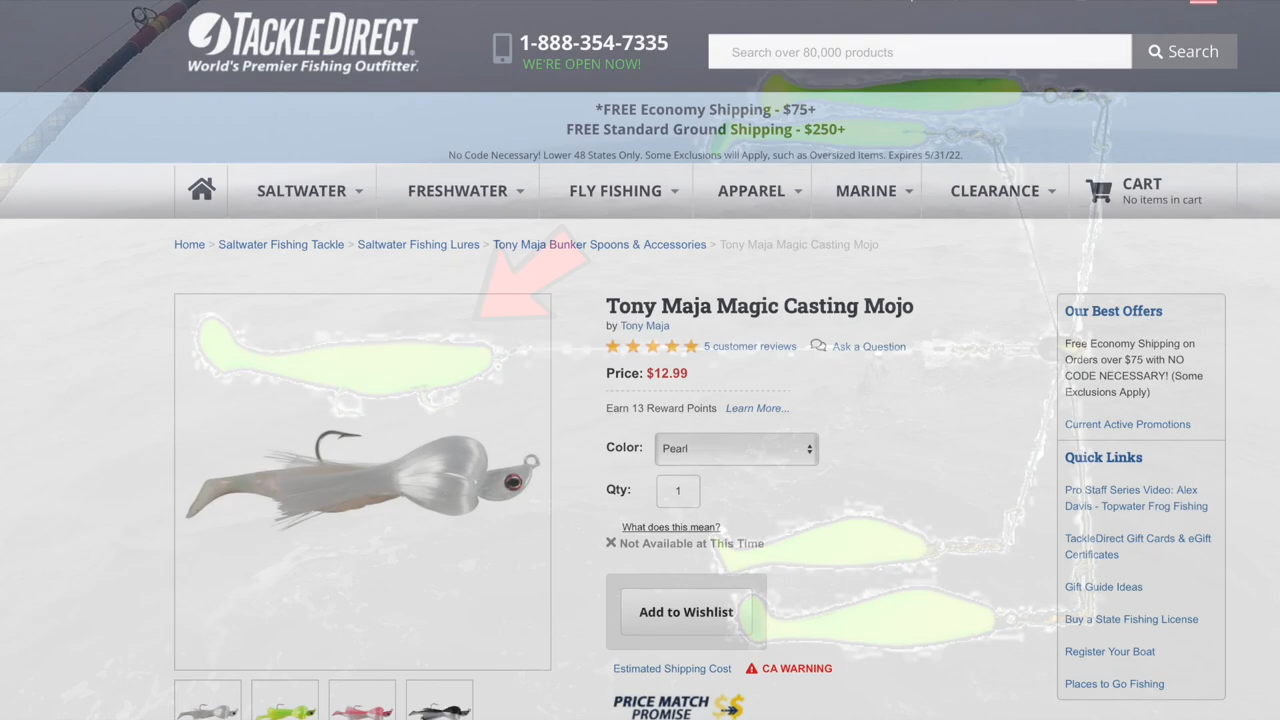 TACKLEDIRECT
World's Premier Fishing Outfitter
1-888-354-7335
WE'RE OPEN NOW!
Search over 80,000 products
Search
*FREE Economy Shipping - $75+
FREE Standard Ground Shipping - $250+
No Code Necessary! Lower 48 States Only. Some Exclusions will Apply, such as Oversized Items. Expires 5/31/22.
SALTWATER
FRESHWATER
FLY FISHING
APPAREL
MARINE
CLEARANCE
CART
No items in cart
Home > Saltwater Fishing Tackle > Saltwater Fishing Lures > Tony Maja Bunker Spoons & Accessories > Tony Maja Magic Casting Mojo
Tony Maja Magic Casting Mojo
by Tony Maja
5 customer reviews
Ask a Question
Price: $12.99
Earn 13 Reward Points Learn More...
Color: Pearl
Qty: 1
What does this mean?
Not Available at This Time
Add to Wishlist
Estimated Shipping Cost
CA WARNING
PRICE MATCH
PROMISE
Our Best Offers
Free Economy Shipping on
Orders over $75 with NO
CODE NECESSARY! (Some
Exclusions Apply)
Current Active Promotions
Quick Links
Pro Staff Series Video: Alex
Davis - Topwater Frog Fishing
TackleDirect Gift Cards & eGift
Certificates
Gift Guide Ideas
Buy a State Fishing License
Register Your Boat
Places to Go Fishing